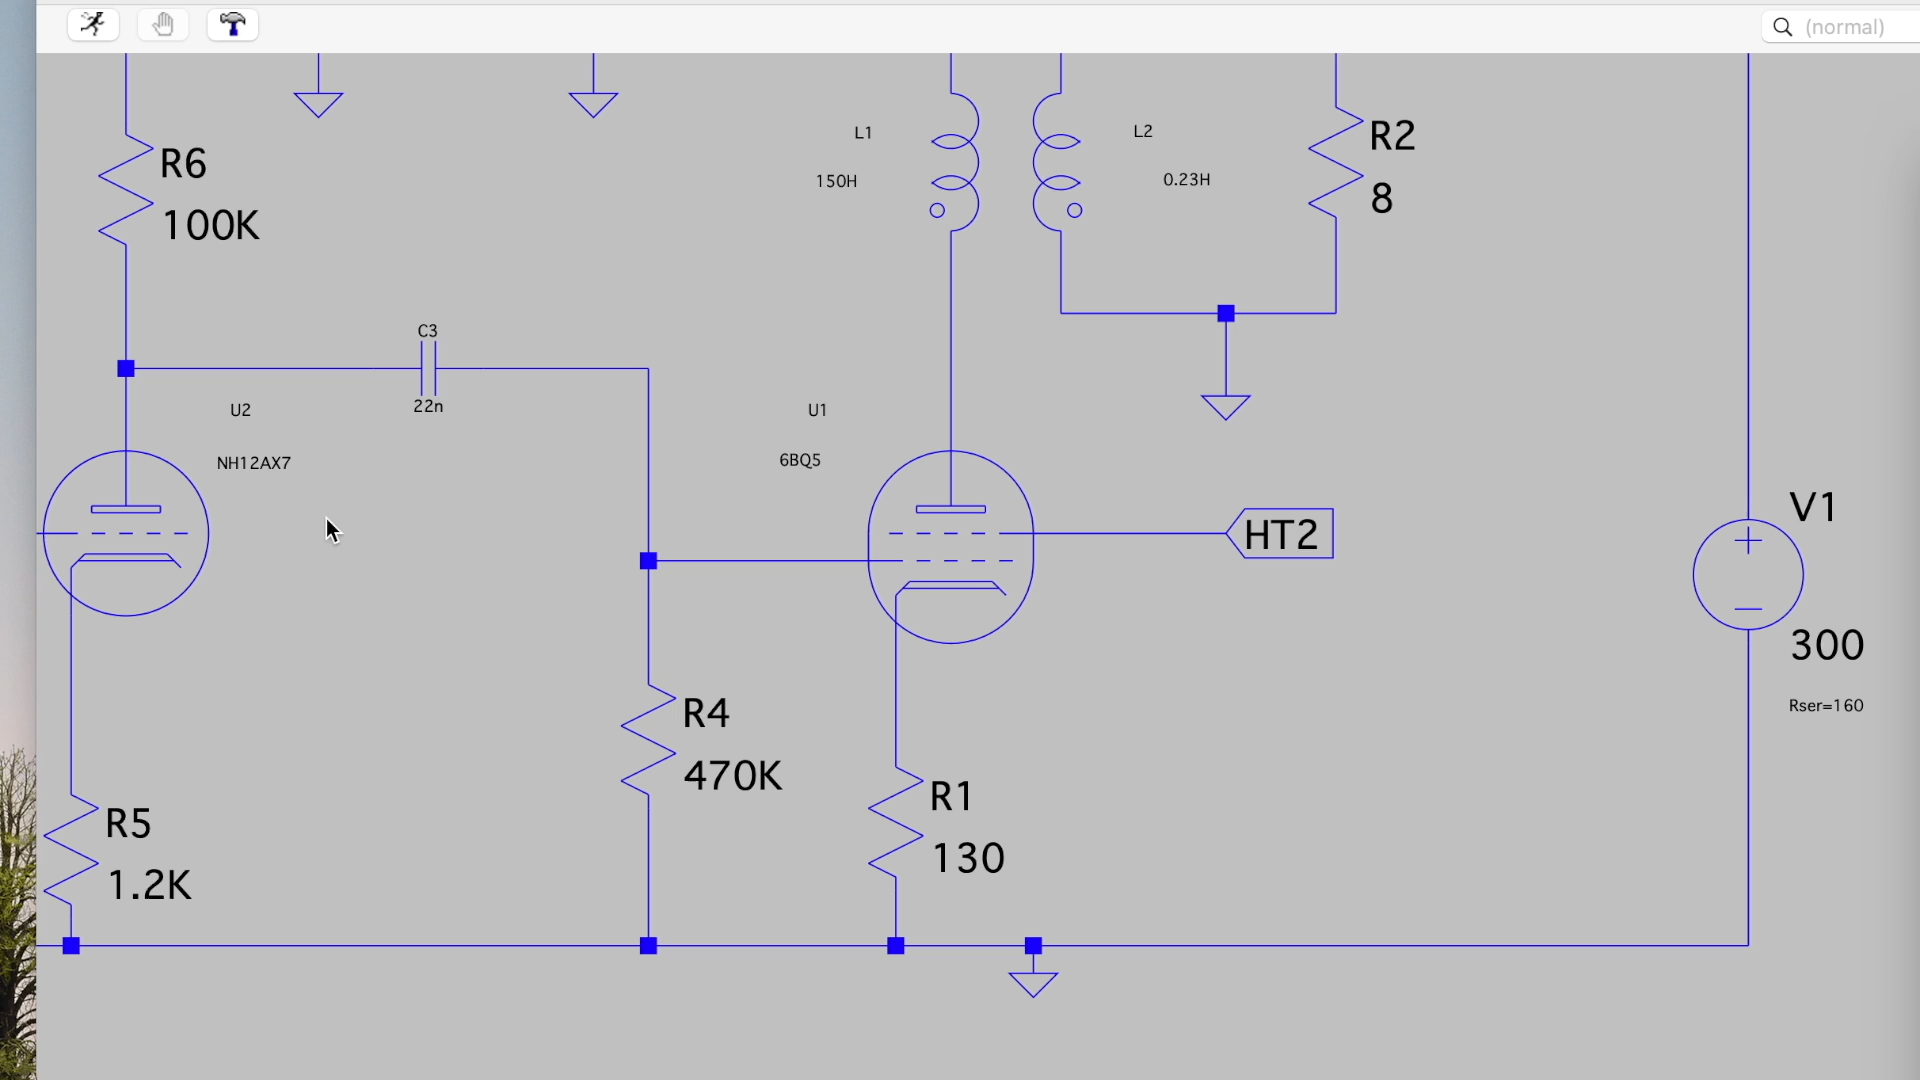 (normal)
R6
100K
L1
150H
L2
0.23H
R2
8
C3
22n
U2
NH12AX7
U1
6BQ5
HT2
V1
300
Rser=160
R4
470K
R1
130
R5
1.2K